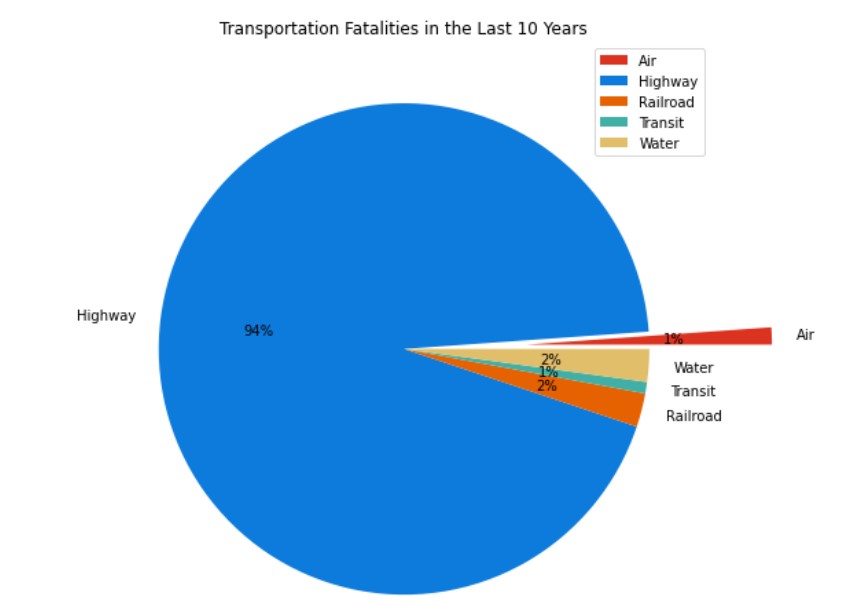 Transportation Fatalities in the Last 10 Years
Air
Highway
Railroad
Transit
Water
Highway
94%
1%
Air
2%
Water
1%
Transit
2%
Railroad